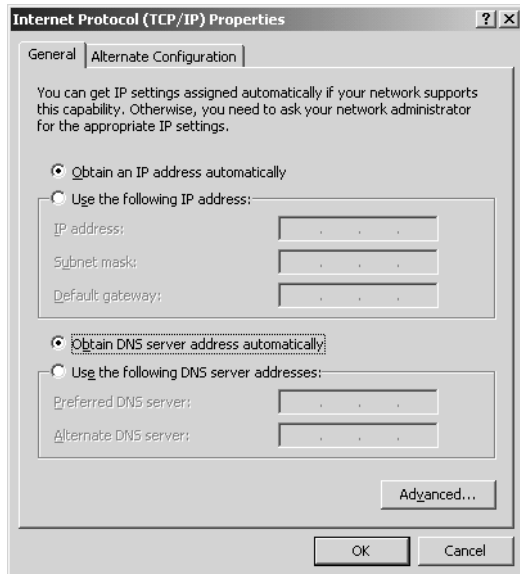 Internet Protocol (TCP/IP) Properties
General
Alternate Configuration
You can get IP settings assigned automatically if your network supports
this capability. Otherwise, you need to ask your network administrator
for the appropriate IP settings.
Obtain an IP address automatically
Use the following IP address:
IP address:
Subnet mask:
Default gateway:
Obtain DNS server address automatically
Use the following DNS server addresses:
Preferred DNS server:
Alternate DNS server:
Advanced...
OK
Cancel